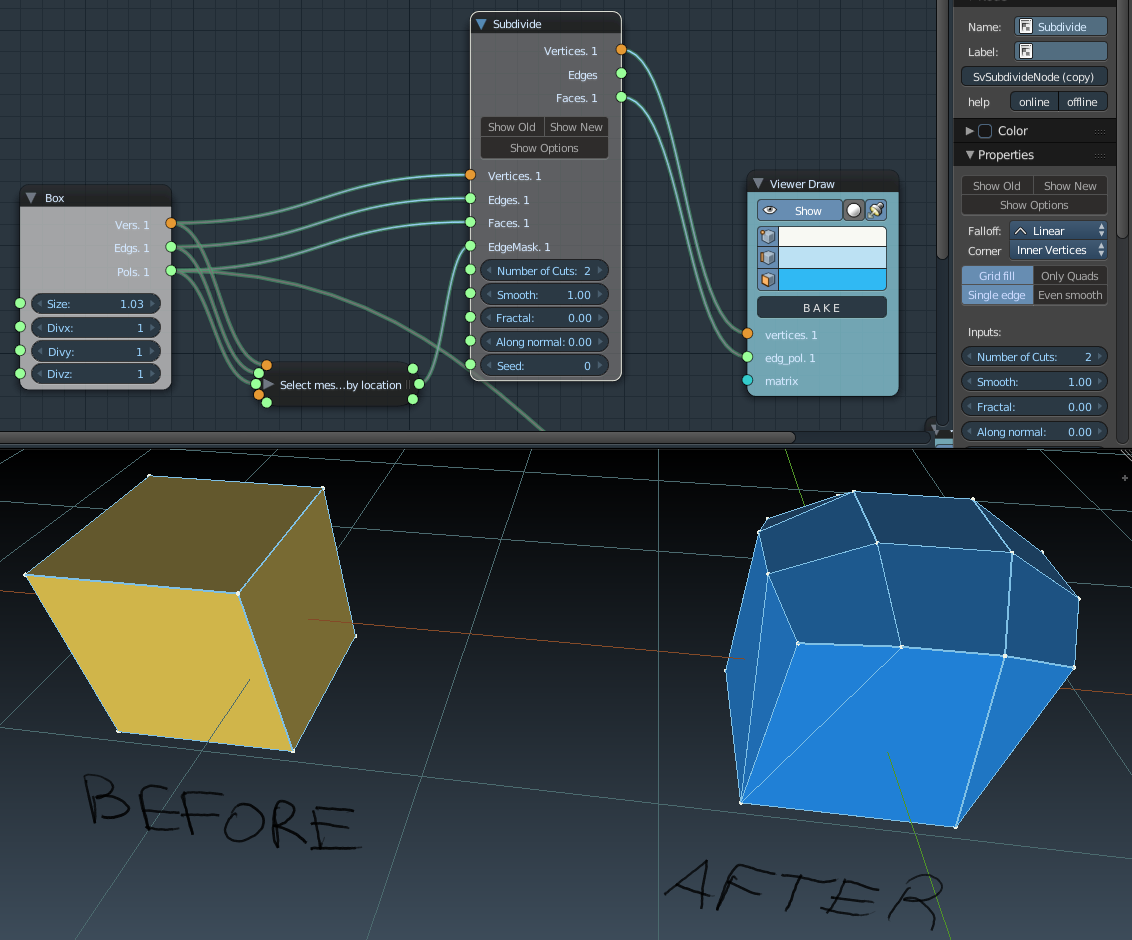 Subdivide
Vertices. 1
Edges
Faces. 1
Show Old Show New
Show Options
Vertices. 1
Edges. 1
Faces. 1
EdgeMask. 1
Number of Cuts: 2
Smooth: 1.00
Fractal: 0.00
Along normal: 0.00
Seed: 0
Box
Vers. 1
Edgs. 1
Pols. 1
Size: 1.03
Divx: 1
Divy: 1
Divz: 1
Select mes...by location
Viewer Draw
Show
BAKE
vertices. 1
edg_pol. 1
matrix
Name: Subdivide
Label:
SvSubdivideNode (copy)
help online offline
Color
Properties
Show Old Show New
Show Options
Falloff: Linear
Corner Inner Vertices
Grid fill Only Quads
Single edge Even smooth
Inputs:
Number of Cuts: 2
Smooth: 1.00
Fractal: 0.00
Along normal: 0.00
BEFORE
AFTER